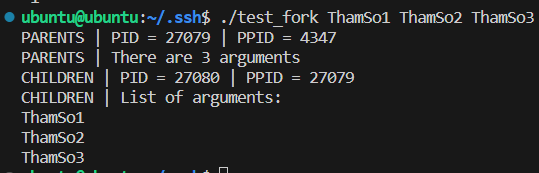 ubuntu@ubuntu:~/.ssh$ ./test_fork ThamSo1 ThamSo2 ThamSo3
PARENTS | PID = 27079 | PPID = 4347
PARENTS | There are 3 arguments
CHILDREN | PID = 27080 | PPID = 27079
CHILDREN | List of arguments:
ThamSo1
ThamSo2
ThamSo3